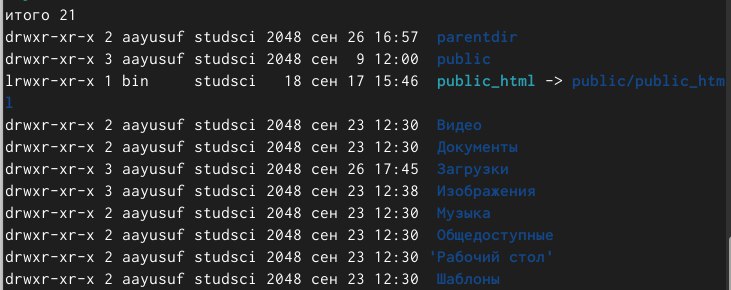 итого 21
drwxr-xr-x 2 aayusuf studsci 2048 сен 26 16:57  parentdir
drwxr-xr-x 3 aayusuf studsci 2048 сен  9 12:00  public
lrwxr-xr-x 1 bin     studsci   18 сен 17 15:46  public_html -> public/public_htm
l
drwxr-xr-x 2 aayusuf studsci 2048 сен 23 12:30  Видео
drwxr-xr-x 2 aayusuf studsci 2048 сен 23 12:30  Документы
drwxr-xr-x 3 aayusuf studsci 2048 сен 26 17:45  Загрузки
drwxr-xr-x 3 aayusuf studsci 2048 сен 23 12:38  Изображения
drwxr-xr-x 2 aayusuf studsci 2048 сен 23 12:30  Музыка
drwxr-xr-x 2 aayusuf studsci 2048 сен 23 12:30  Общедоступные
drwxr-xr-x 2 aayusuf studsci 2048 сен 23 12:30 'Рабочий стол'
drwxr-xr-x 2 aayusuf studsci 2048 сен 23 12:30  Шаблоны